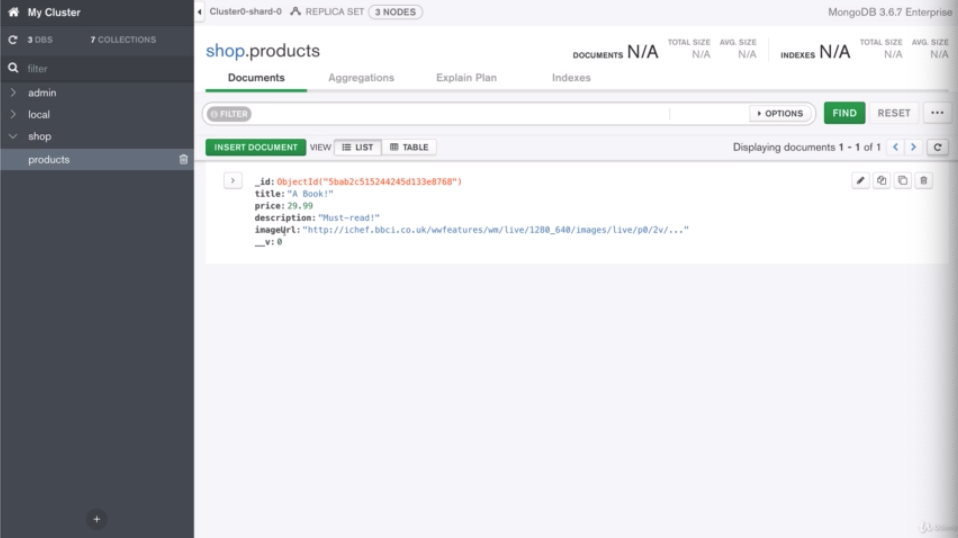 My Cluster
Cluster0-shard-0 REPLICA SET 3 NODES
MongoDB 3.6.7 Enterprise
3 DBS 7 COLLECTIONS
filter
admin
local
shop
products
shop.products
DOCUMENTS N/A TOTAL SIZE N/A AVG. SIZE N/A
INDEXES N/A TOTAL SIZE N/A AVG. SIZE N/A
Documents Aggregations Explain Plan Indexes
FILTER OPTIONS FIND RESET ...
INSERT DOCUMENT VIEW LIST TABLE Displaying documents 1 - 1 of 1
_id: ObjectId("5bab2c515244245d133e8768")
title: "A Book!"
price: 29.99
description: "Must-read!"
imageUrl: "http://ichef.bbci.co.uk/wwfeatures/wm/live/1280_640/images/live/p0/2v/..."
__v: 0
Udemy